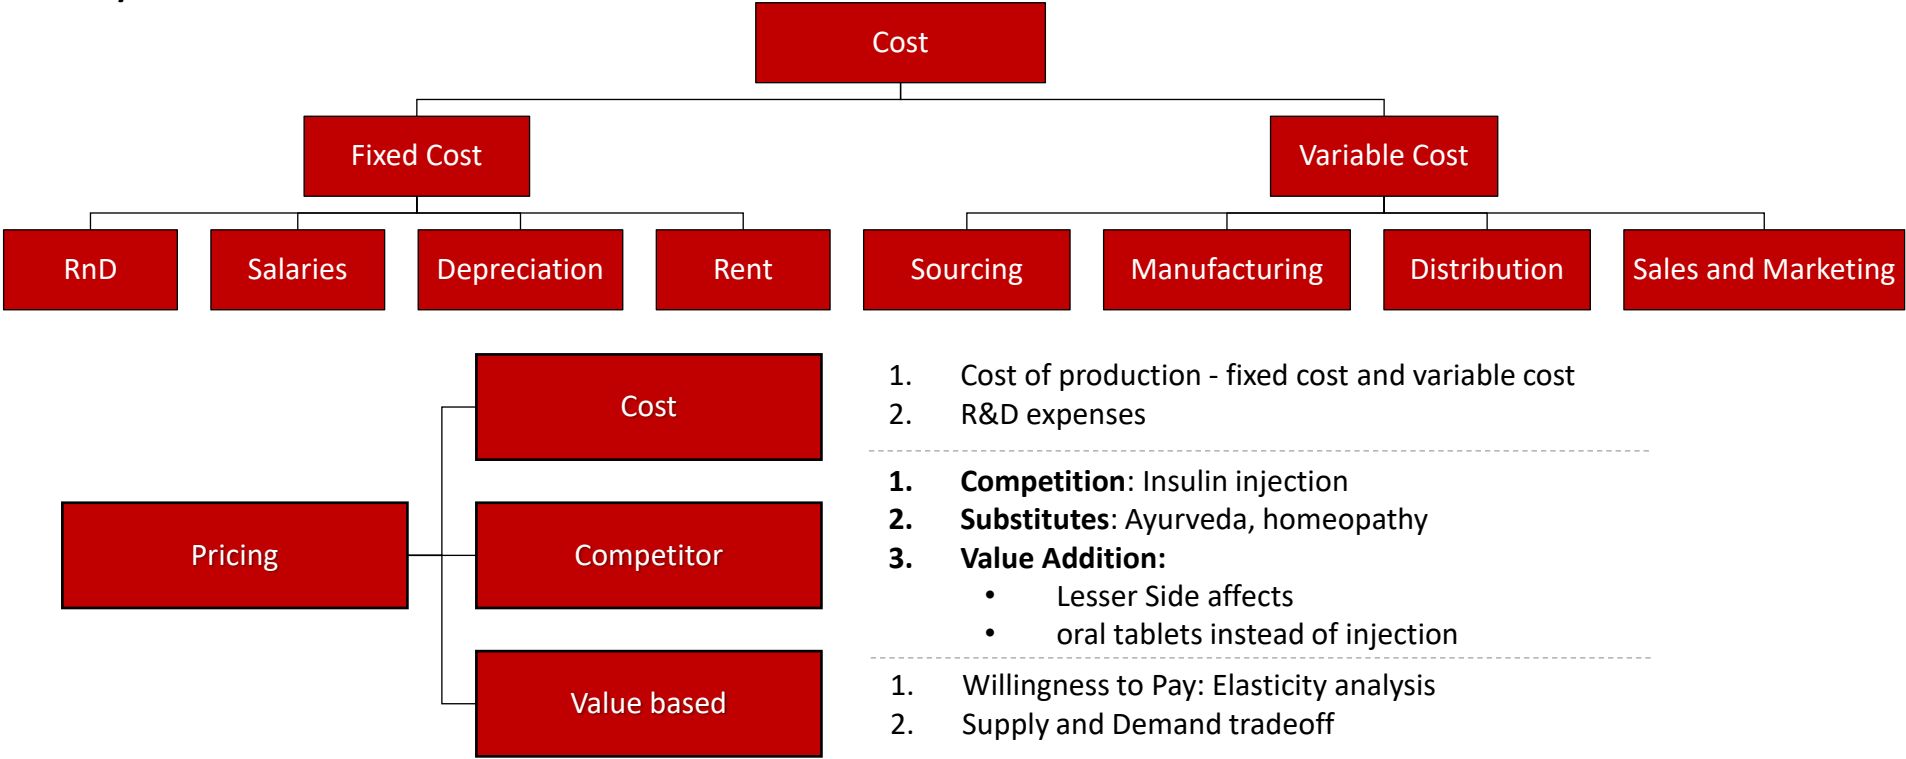 Cost
Fixed Cost
Variable Cost
RnD
Salaries
Depreciation
Rent
Sourcing
Manufacturing
Distribution
Sales and Marketing
Pricing
Cost
1. Cost of production - fixed cost and variable cost
2. R&D expenses
Competitor
1. Competition: Insulin injection
2. Substitutes: Ayurveda, homeopathy
3. Value Addition:
• Lesser Side affects
• oral tablets instead of injection
Value based
1. Willingness to Pay: Elasticity analysis
2. Supply and Demand tradeoff